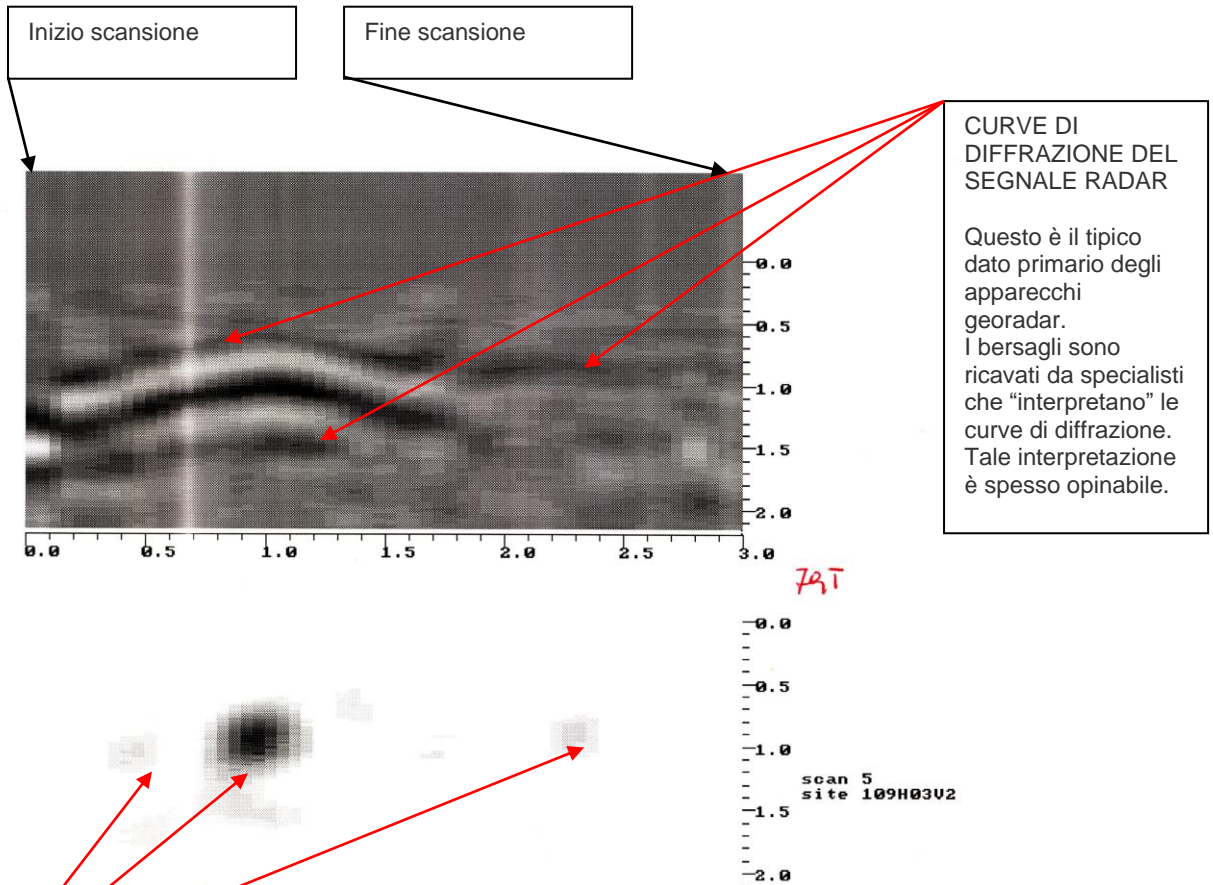 Inizio scansione
Fine scansione
CURVE DI
DIFFRAZIONE DEL
SEGNALE RADAR
Questo è il tipico
dato primario degli
apparecchi
georadar.
I bersagli sono
ricavati da specialisti
che “interpretano” le
curve di diffrazione.
Tale interpretazione
è spesso opinabile.
0.0
0.5
1.0
1.5
2.0
0.0 0.5 1.0 1.5 2.0 2.5 3.0
0.0
0.5
1.0
1.5
2.0
scan 5
site 109H03V2